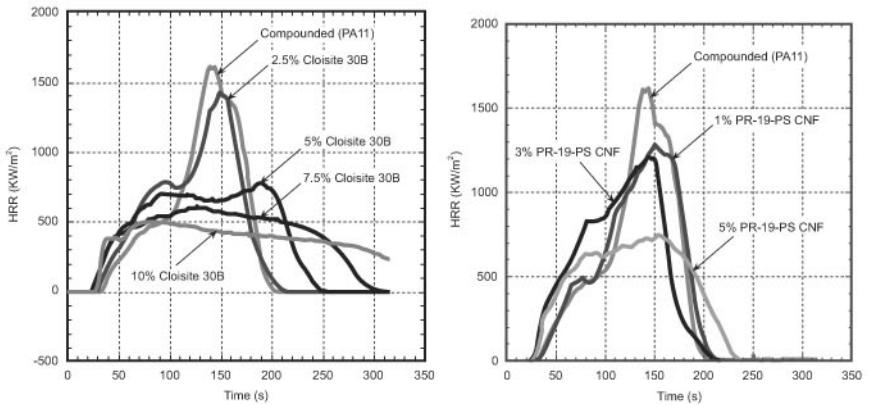 2000
1500
1000
500
0
-500
HRR (KW/m²)
Compounded (PA11)
2.5% Cloisite 30B
5% Cloisite 30B
7.5% Cloisite 30B
10% Cloisite 30B
0 50 100 150 200 250 300 350
Time (s)
2000
1500
1000
500
0
HRR (KW/m²)
Compounded (PA11)
1% PR-19-PS CNF
3% PR-19-PS CNF
5% PR-19-PS CNF
0 50 100 150 200 250 300 350
Time (s)